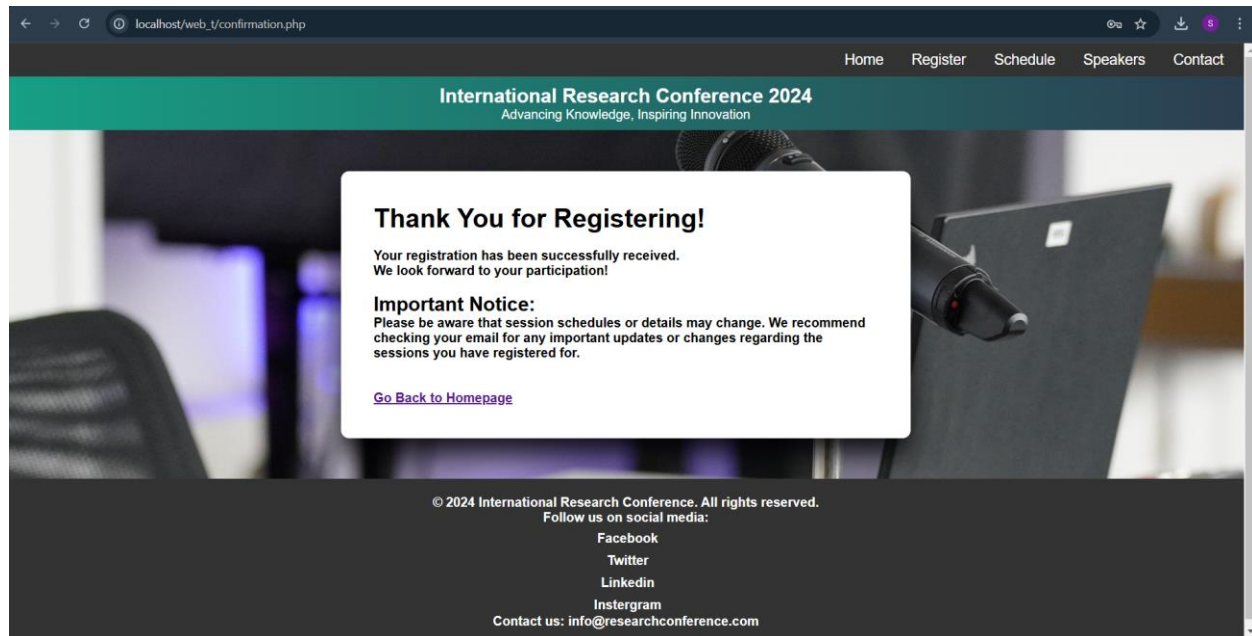 localhost/web_t/confirmation.php
S
Home Register Schedule Speakers Contact
International Research Conference 2024
Advancing Knowledge, Inspiring Innovation
Thank You for Registering!
Your registration has been successfully received.
We look forward to your participation!
Important Notice:
Please be aware that session schedules or details may change. We recommend
checking your email for any important updates or changes regarding the
sessions you have registered for.
Go Back to Homepage
© 2024 International Research Conference. All rights reserved.
Follow us on social media:
Facebook
Twitter
Linkedin
Instergram
Contact us: info@researchconference.com